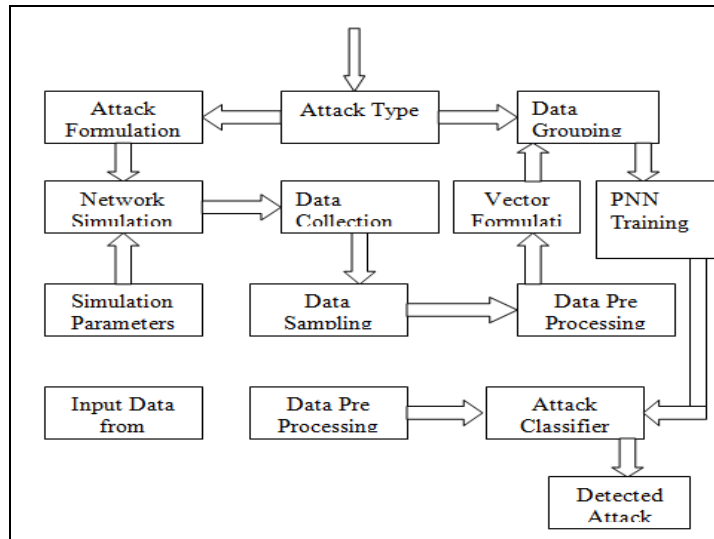 Attack
Formulation
Attack Type
Data
Grouping
Network
Simulation
Data
Collection
Vector
Formulati
PNN
Training
Simulation
Parameters
Data
Sampling
Data Pre
Processing
Input Data
from
Data Pre
Processing
Attack
Classifier
Detected
Attack